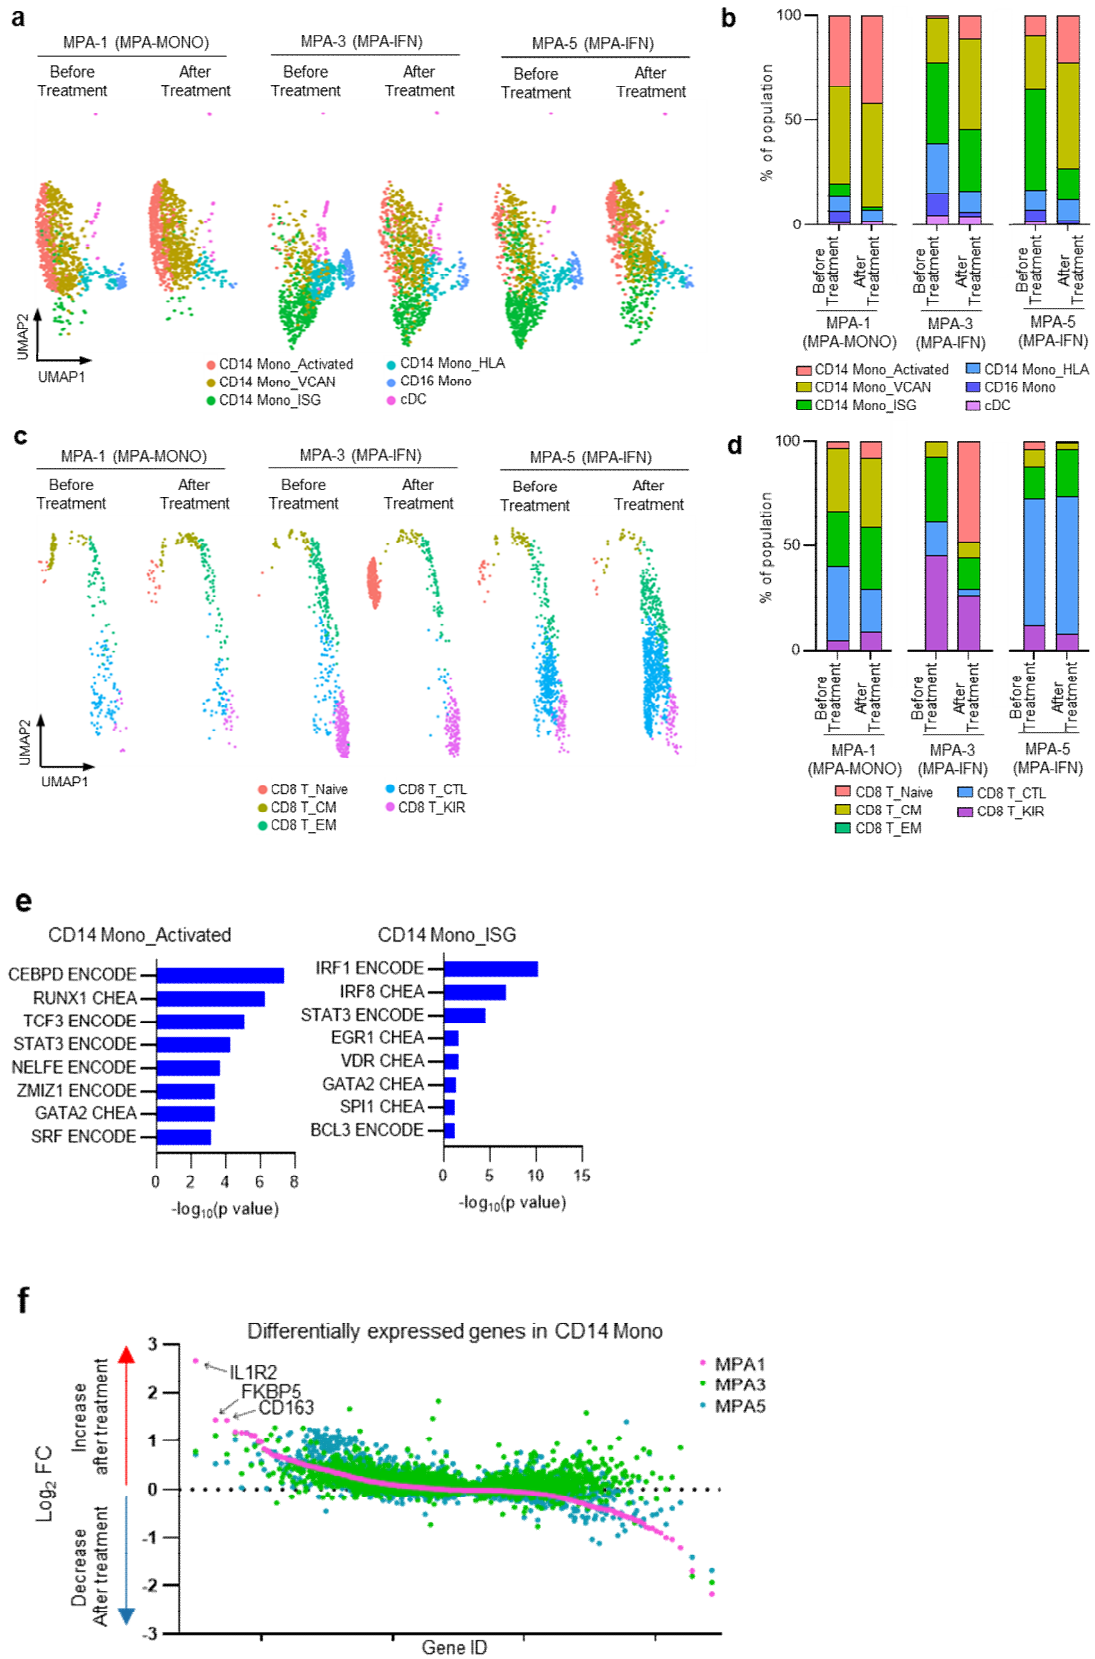 a
MPA-1 (MPA-MONO)
MPA-3 (MPA-IFN)
MPA-5 (MPA-IFN)
Before Treatment
After Treatment
Before Treatment
After Treatment
Before Treatment
After Treatment
UMAP2
UMAP1
CD14 Mono_Activated
CD14 Mono_VCAN
CD14 Mono_ISG
CD14 Mono_HLA
CD16 Mono
cDC
b
% of population
100
50
0
Before Treatment
After Treatment
Before Treatment
After Treatment
Before Treatment
After Treatment
MPA-1 (MPA-MONO)
MPA-3 (MPA-IFN)
MPA-5 (MPA-IFN)
CD14 Mono_Activated
CD14 Mono_VCAN
CD14 Mono_ISG
CD14 Mono_HLA
CD16 Mono
cDC
c
MPA-1 (MPA-MONO)
MPA-3 (MPA-IFN)
MPA-5 (MPA-IFN)
Before Treatment
After Treatment
Before Treatment
After Treatment
Before Treatment
After Treatment
UMAP2
UMAP1
CD8 T_Naive
CD8 T_CM
CD8 T_EM
CD8 T_CTL
CD8 T_KIR
d
% of population
100
50
0
Before Treatment
After Treatment
Before Treatment
After Treatment
Before Treatment
After Treatment
MPA-1 (MPA-MONO)
MPA-3 (MPA-IFN)
MPA-5 (MPA-IFN)
CD8 T_Naive
CD8 T_CM
CD8 T_EM
CD8 T_CTL
CD8 T_KIR
e
CD14 Mono_Activated
CEBPD ENCODE
RUNX1 CHEA
TCF3 ENCODE
STAT3 ENCODE
NELFE ENCODE
ZMIZ1 ENCODE
GATA2 CHEA
SRF ENCODE
0 2 4 6 8
-log10(p value)
CD14 Mono_ISG
IRF1 ENCODE
IRF8 CHEA
STAT3 ENCODE
EGR1 CHEA
VDR CHEA
GATA2 CHEA
SPI1 CHEA
BCL3 ENCODE
0 5 10 15
-log10(p value)
f
Differentially expressed genes in CD14 Mono
Increase after treatment
Decrease After treatment
Log2 FC
3
2
1
0
-1
-2
-3
IL1R2
FKBP5
CD163
MPA1
MPA3
MPA5
Gene ID